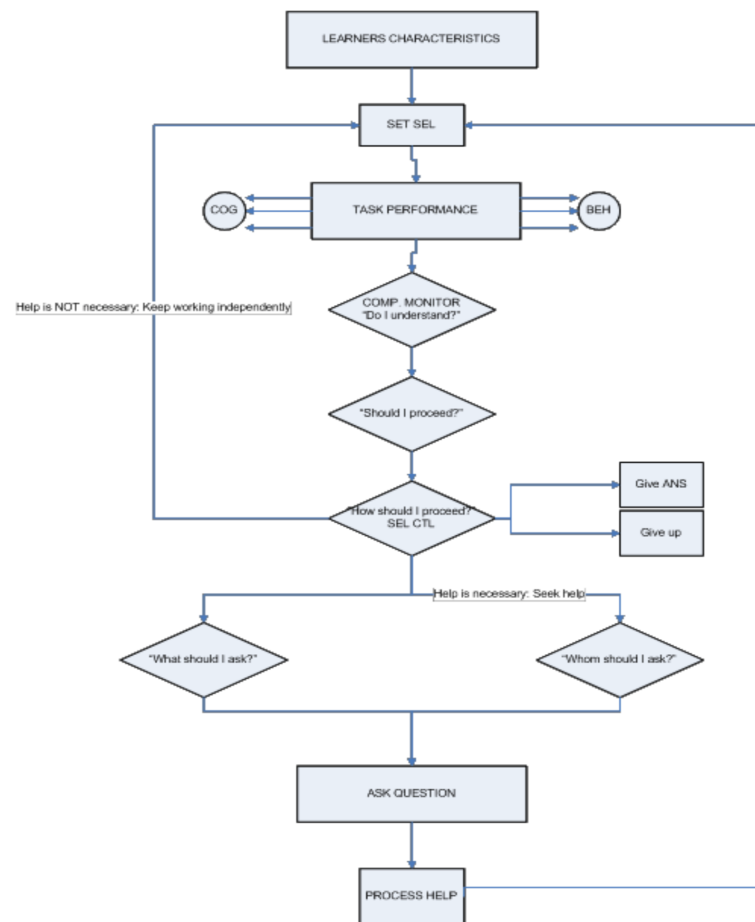 LEARNERS CHARACTERISTICS
SET SEL
COG
TASK PERFORMANCE
BEH
COMP. MONITOR
"Do I understand?"
Help is NOT necessary: Keep working independently
"Should I proceed?"
"How should I proceed?"
SEL CTL
Give ANS
Give up
Help is necessary: Seek help
"What should I ask?"
"Whom should I ask?"
ASK QUESTION
PROCESS HELP